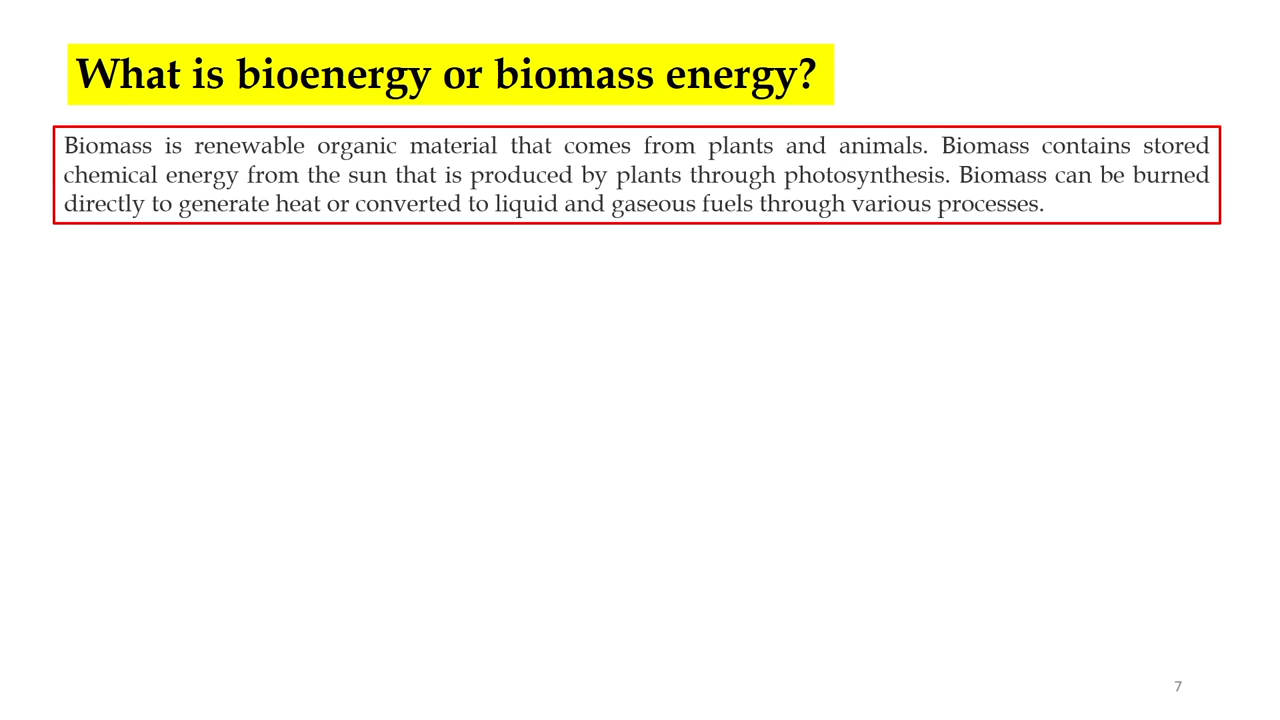 What is bioenergy or biomass energy?
Biomass is renewable organic material that comes from plants and animals. Biomass contains stored
chemical energy from the sun that is produced by plants through photosynthesis. Biomass can be burned
directly to generate heat or converted to liquid and gaseous fuels through various processes.
7